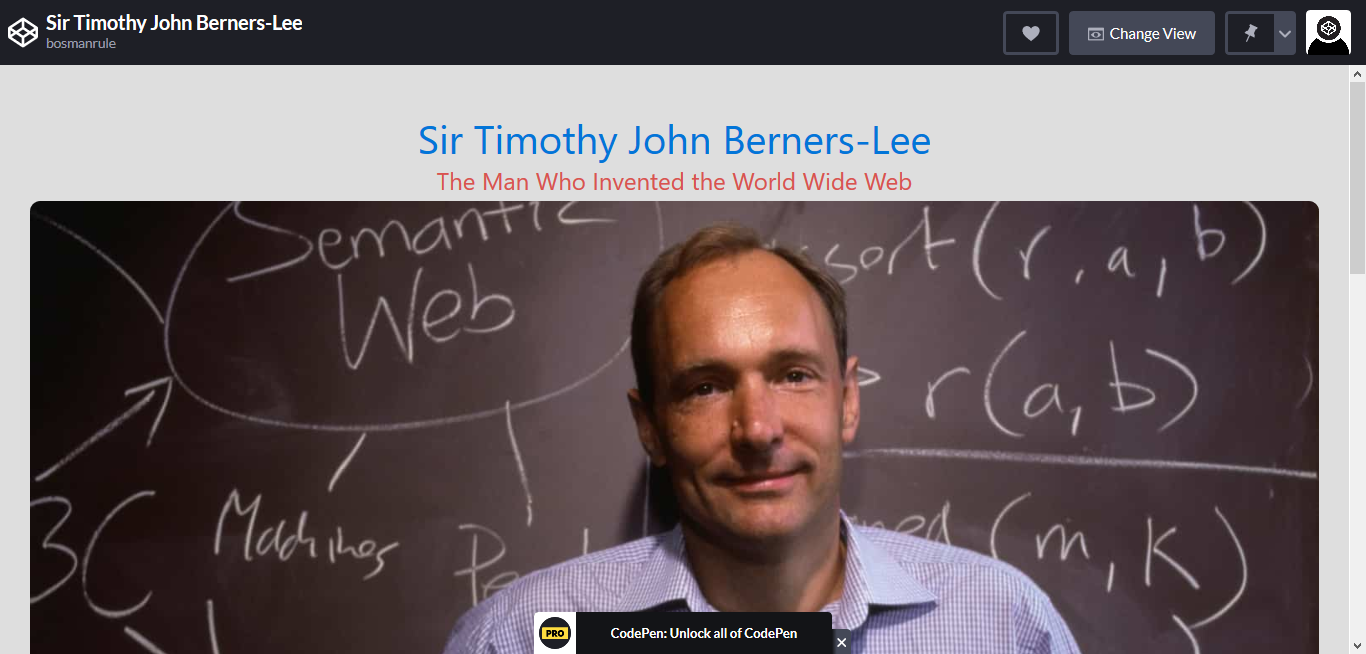 Sir Timothy John Berners-Lee
bosmanrule
Change View
Sir Timothy John Berners-Lee
The Man Who Invented the World Wide Web
Semantic
Web
sort (r, a, b)
r(a, b)
3C
Machines
(m, K)
PRO
CodePen: Unlock all of CodePen